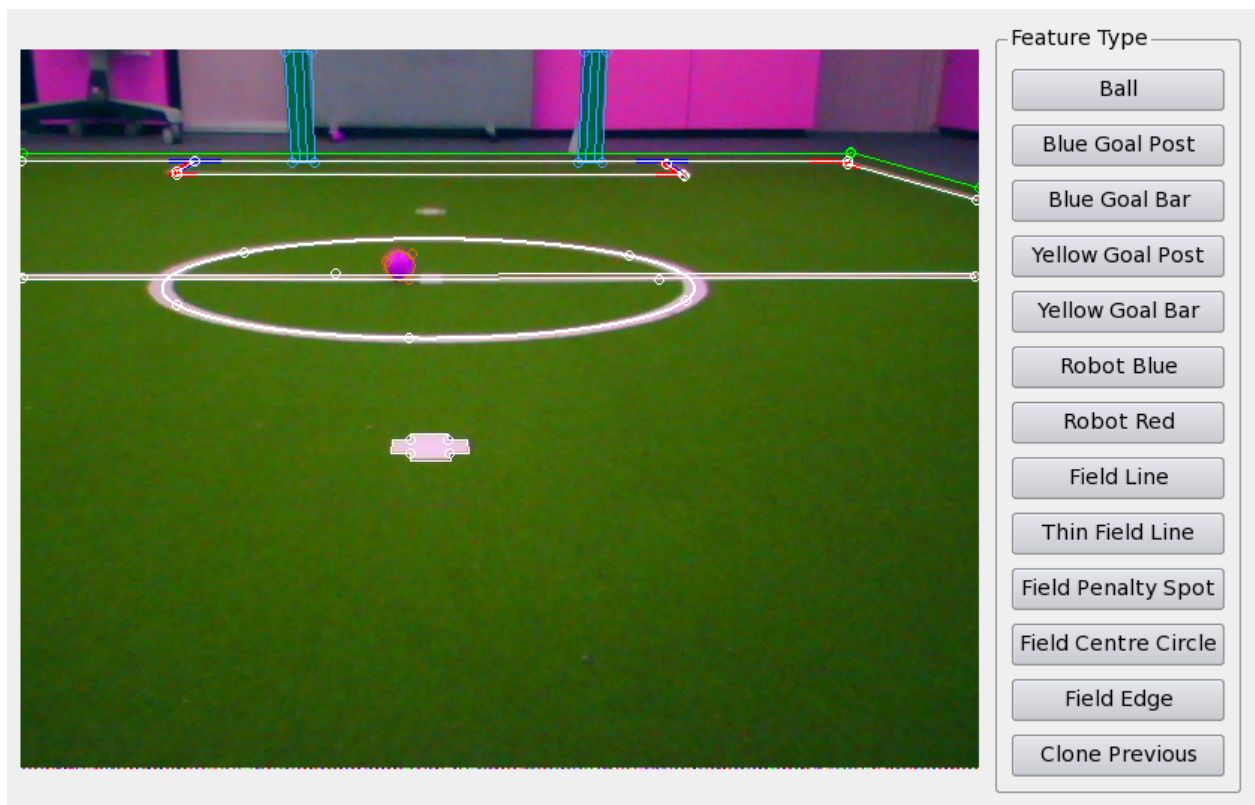 Feature Type
Ball
Blue Goal Post
Blue Goal Bar
Yellow Goal Post
Yellow Goal Bar
Robot Blue
Robot Red
Field Line
Thin Field Line
Field Penalty Spot
Field Centre Circle
Field Edge
Clone Previous